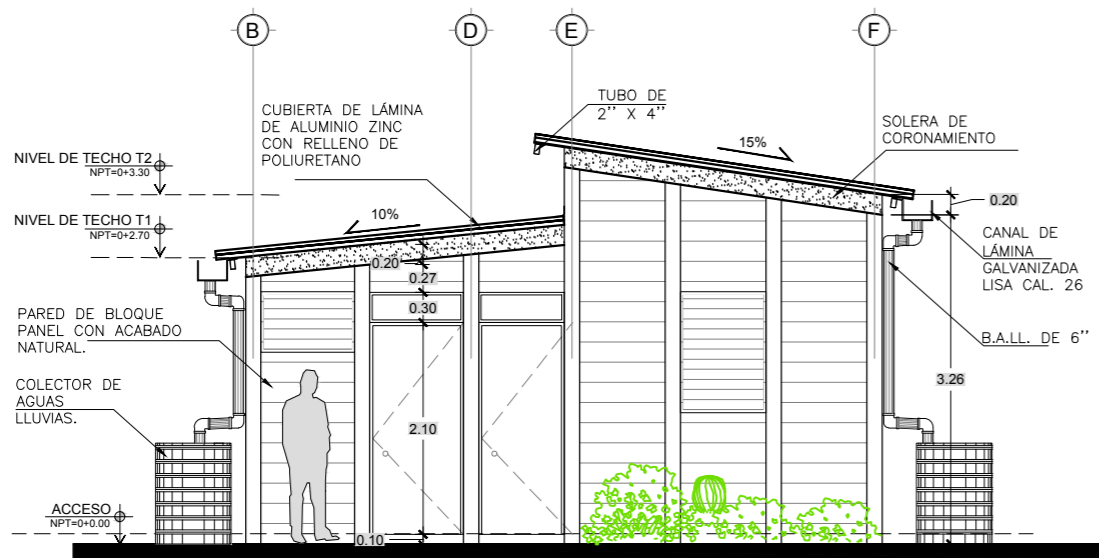 B
D
E
F
TUBO DE
2'' X 4''
CUBIERTA DE LÁMINA
DE ALUMINIO ZINC
CON RELLENO DE
POLIURETANO
15%
SOLERA DE
CORONAMIENTO
NIVEL DE TECHO T2
NPT=0+3.30
NIVEL DE TECHO T1
NPT=0+2.70
10%
0.20
CANAL DE
LÁMINA
GALVANIZADA
LISA CAL. 26
0.20
0.27
0.30
PARED DE BLOQUE
PANEL CON ACABADO
NATURAL.
B.A.LL. DE 6''
COLECTOR DE
AGUAS
LLUVIAS.
3.26
2.10
ACCESO
NPT=0+0.00
0.10